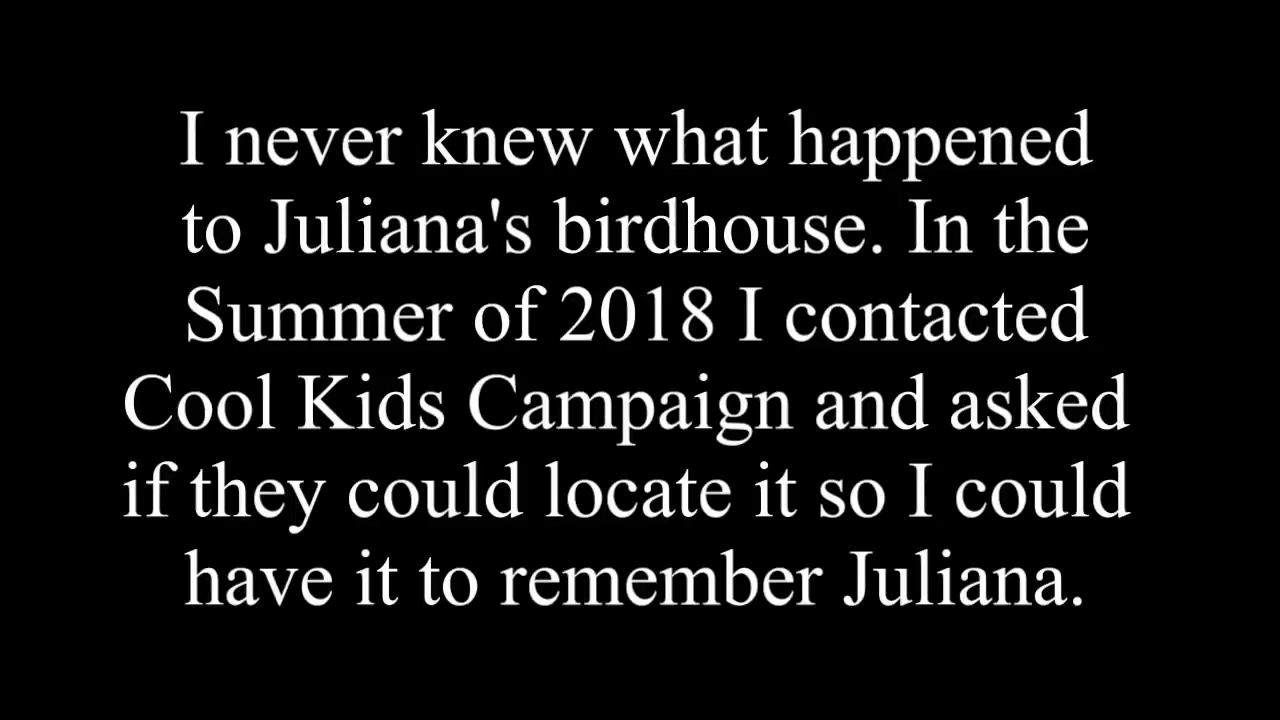 I never knew what happened
to Juliana's birdhouse. In the
Summer of 2018 I contacted
Cool Kids Campaign and asked
if they could locate it so I could
have it to remember Juliana.